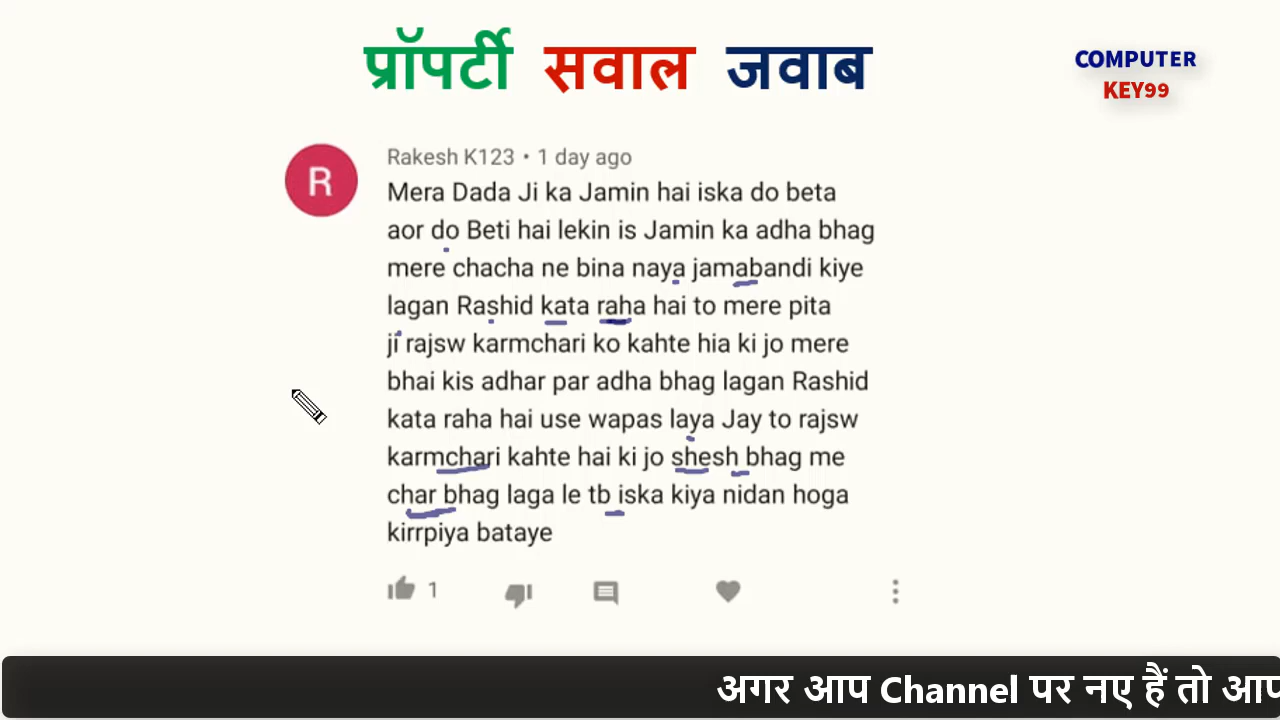 प्रॉपर्टी सवाल जवाब
COMPUTER
KEY99
R
Rakesh K123 • 1 day ago
Mera Dada Ji ka Jamin hai iska do beta
aor do Beti hai lekin is Jamin ka adha bhag
mere chacha ne bina naya jamabandi kiye
lagan Rashid kata raha hai to mere pita
ji rajsw karmchari ko kahte hia ki jo mere
bhai kis adhar par adha bhag lagan Rashid
kata raha hai use wapas laya Jay to rajsw
karmchari kahte hai ki jo shesh bhag me
char bhag laga le tb iska kiya nidan hoga
kirrpiya bataye
1
अगर आप Channel पर नए हैं तो आप